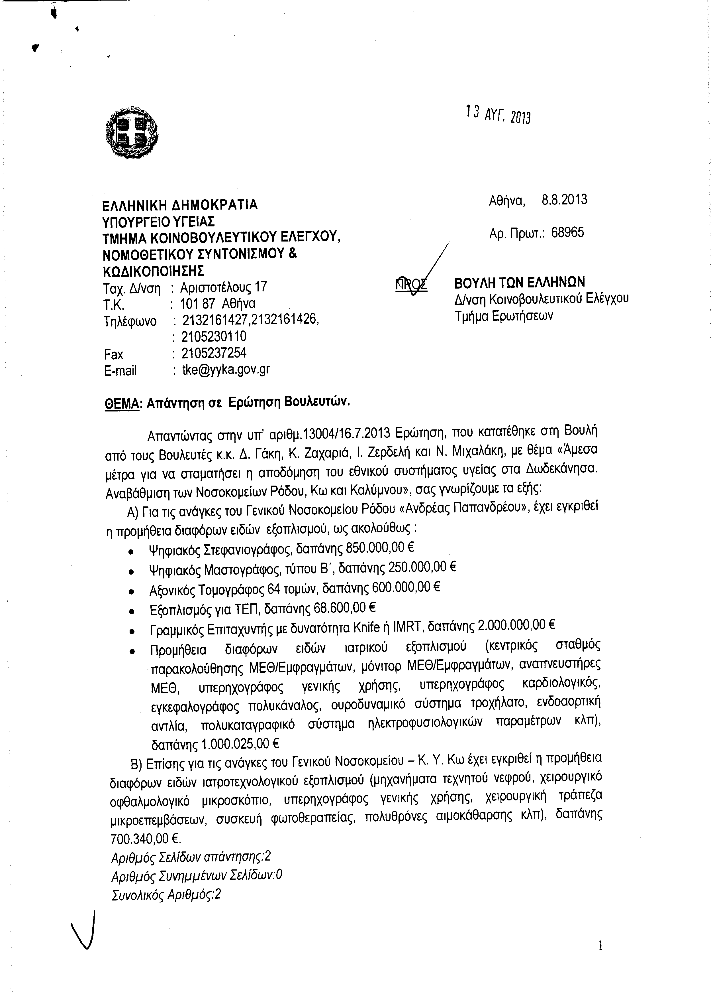 13 ΑΥΓ. 2013
ΕΛΛΗΝΙΚΗ ΔΗΜΟΚΡΑΤΙΑ
ΥΠΟΥΡΓΕΙΟ ΥΓΕΙΑΣ
ΤΜΗΜΑ ΚΟΙΝΟΒΟΥΛΕΥΤΙΚΟΥ ΕΛΕΓΧΟΥ,
ΝΟΜΟΘΕΤΙΚΟΥ ΣΥΝΤΟΝΙΣΜΟΥ &
ΚΩΔΙΚΟΠΟΙΗΣΗΣ
Ταχ. Δ/νση : Αριστοτέλους 17
Τ.Κ. : 101 87 Αθήνα
Τηλέφωνο : 2132161427,2132161426,
: 2105230110
Fax : 2105237254
E-mail : tke@yyka.gov.gr
Αθήνα, 8.8.2013
Αρ. Πρωτ.: 68965
ΠΡΟΣ ΒΟΥΛΗ ΤΩΝ ΕΛΛΗΝΩΝ
Δ/νση Κοινοβουλευτικού Ελέγχου
Τμήμα Ερωτήσεων
ΘΕΜΑ: Απάντηση σε Ερώτηση Βουλευτών.
Απαντώντας στην υπ' αριθμ.13004/16.7.2013 Ερώτηση, που κατατέθηκε στη Βουλή
από τους Βουλευτές κ.κ. Δ. Γάκη, Κ. Ζαχαριά, Ι. Ζερδελή και Ν. Μιχαλάκη, με θέμα «Άμεσα
μέτρα για να σταματήσει η αποδόμηση του εθνικού συστήματος υγείας στα Δωδεκάνησα.
Αναβάθμιση των Νοσοκομείων Ρόδου, Κω και Καλύμνου», σας γνωρίζουμε τα εξής:
Α) Για τις ανάγκες του Γενικού Νοσοκομείου Ρόδου «Ανδρέας Παπανδρέου», έχει εγκριθεί
η προμήθεια διαφόρων ειδών εξοπλισμού, ως ακολούθως :
• Ψηφιακός Στεφανιογράφος, δαπάνης 850.000,00 €
• Ψηφιακός Μαστογράφος, τύπου Β΄, δαπάνης 250.000,00 €
• Αξονικός Τομογράφος 64 τομών, δαπάνης 600.000,00 €
• Εξοπλισμός για ΤΕΠ, δαπάνης 68.600,00 €
• Γραμμικός Επιταχυντής με δυνατότητα Knife ή IMRT, δαπάνης 2.000.000,00 €
• Προμήθεια διαφόρων ειδών ιατρικού εξοπλισμού (κεντρικός σταθμός
παρακολούθησης ΜΕΘ/Εμφραγμάτων, μόνιτορ ΜΕΘ/Εμφραγμάτων, αναπνευστήρες
ΜΕΘ, υπερηχογράφος γενικής χρήσης, υπερηχογράφος καρδιολογικός,
εγκεφαλογράφος πολυκάναλος, ουροδυναμικό σύστημα τροχήλατο, ενδοαορτική
αντλία, πολυκαταγραφικό σύστημα ηλεκτροφυσιολογικών παραμέτρων κλπ),
δαπάνης 1.000.025,00 €
Β) Επίσης για τις ανάγκες του Γενικού Νοσοκομείου – Κ. Υ. Κω έχει εγκριθεί η προμήθεια
διαφόρων ειδών ιατροτεχνολογικού εξοπλισμού (μηχανήματα τεχνητού νεφρού, χειρουργικό
οφθαλμολογικό μικροσκόπιο, υπερηχογράφος γενικής χρήσης, χειρουργική τράπεζα
μικροεπεμβάσεων, συσκευή φωτοθεραπείας, πολυθρόνες αιμοκάθαρσης κλπ), δαπάνης
700.340,00 €.
Αριθμός Σελίδων απάντησης:2
Αριθμός Συνημμένων Σελίδων:0
Συνολικός Αριθμός:2
1